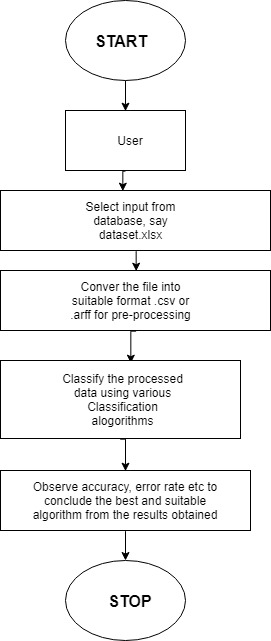 START
User
Select input from
database, say
dataset.xlsx
Conver the file into
suitable format .csv or
.arff for pre-processing
Classify the processed
data using various
Classification
alogorithms
Observe accuracy, error rate etc to
conclude the best and suitable
algorithm from the results obtained
STOP